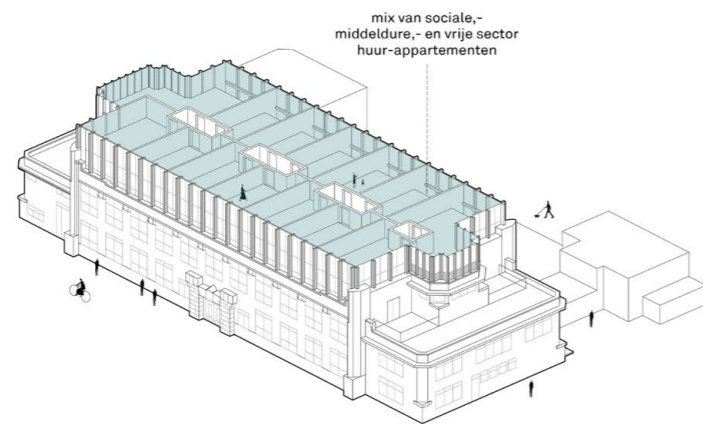 mix van sociale,-
middeldure,- en vrije sector
huur-appartementen